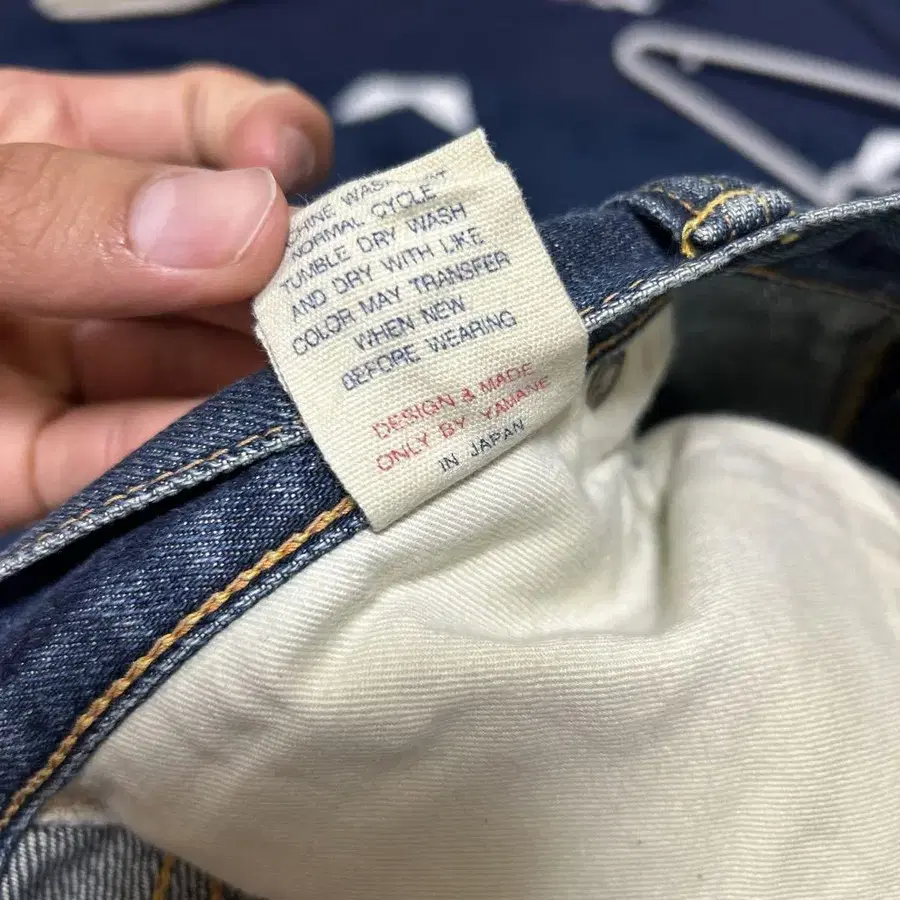 CHINE WASH
NORMAL CYCLE
TUMBLE DRY WASH
AND DRY WITH LIKE
COLOR MAY TRANSFER
WHEN NEW
BEFORE WEARING
DESIGN & MADE
ONLY BY YAMANE
IN JAPAN